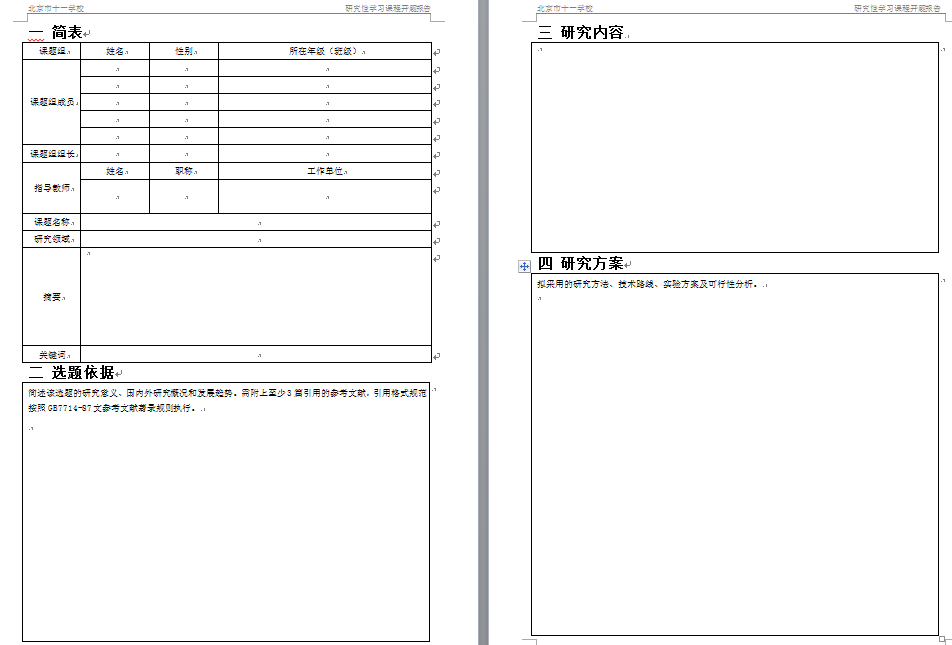 北京市十一学校 研究性学习课程开题报告
一 简表
课题组 姓名 性别 所在年级（班级）
课题组成员
课题组组长
指导教师 姓名 职称 工作单位
课题名称
研究领域
摘要
关键词
二 选题依据
简述该选题的研究意义、国内外研究概况和发展趋势。需附上至少3篇引用的参考文献，引用格式规范
按照GB7714-87文参考文献著录规则执行。
北京市十一学校 研究性学习课程开题报告
三 研究内容
四 研究方案
拟采用的研究方法、技术路线、实验方案及可行性分析。